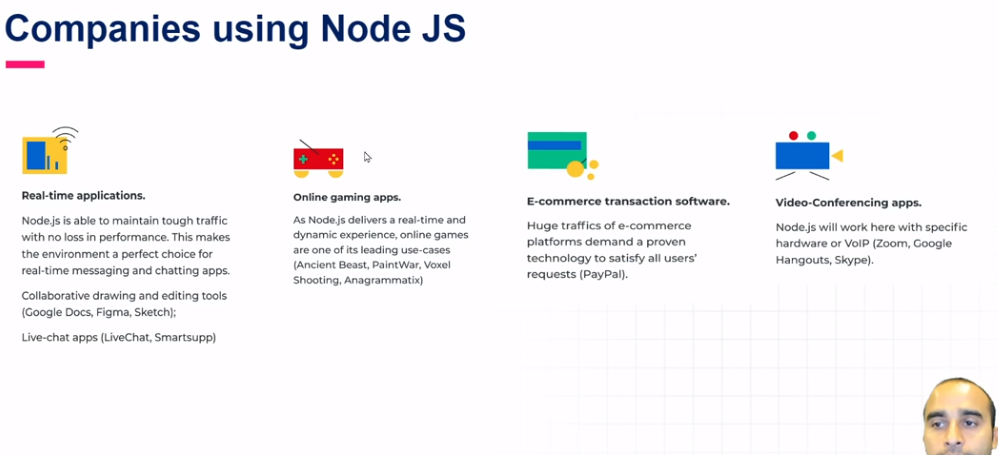 Companies using Node JS
Real-time applications.
Node.js is able to maintain tough traffic
with no loss in performance. This makes
the environment a perfect choice for
real-time messaging and chatting apps.
Collaborative drawing and editing tools
(Google Docs, Figma, Sketch);
Live-chat apps (LiveChat, Smartsupp)
Online gaming apps.
As Node.js delivers a real-time and
dynamic experience, online games
are one of its leading use-cases
(Ancient Beast, PaintWar, Voxel
Shooting, Anagrammatix)
E-commerce transaction software.
Huge traffics of e-commerce
platforms demand a proven
technology to satisfy all users’
requests (PayPal).
Video-Conferencing apps.
Node.js will work here with specific
hardware or VoIP (Zoom, Google
Hangouts, Skype).